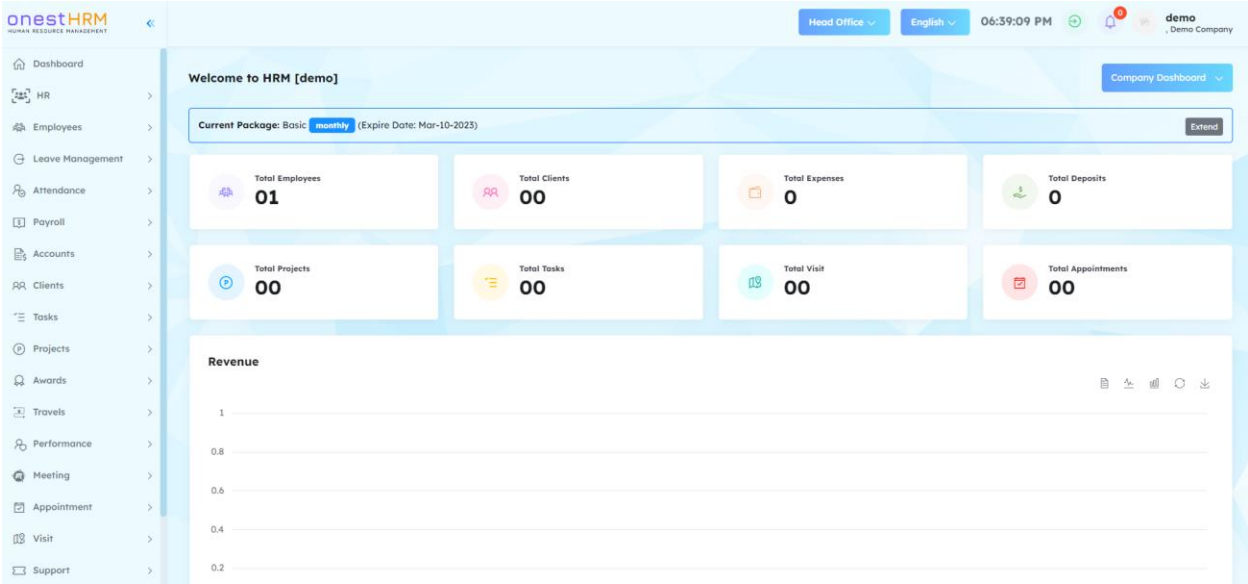 onestHRM
HUMAN RESOURCE MANAGEMENT
Head Office
English
06:39:09 PM
0
demo
, Demo Company
Dashboard
HR
Employees
Leave Management
Attendance
Payroll
Accounts
Clients
Tasks
Projects
Awards
Travels
Performance
Meeting
Appointment
Visit
Support
Welcome to HRM [demo]
Company Dashboard
Current Package: Basic monthly (Expire Date: Mar-10-2023)
Extend
Total Employees
01
Total Clients
00
Total Expenses
0
Total Deposits
0
Total Projects
00
Total Tasks
00
Total Visit
00
Total Appointments
00
Revenue
1
0.8
0.6
0.4
0.2